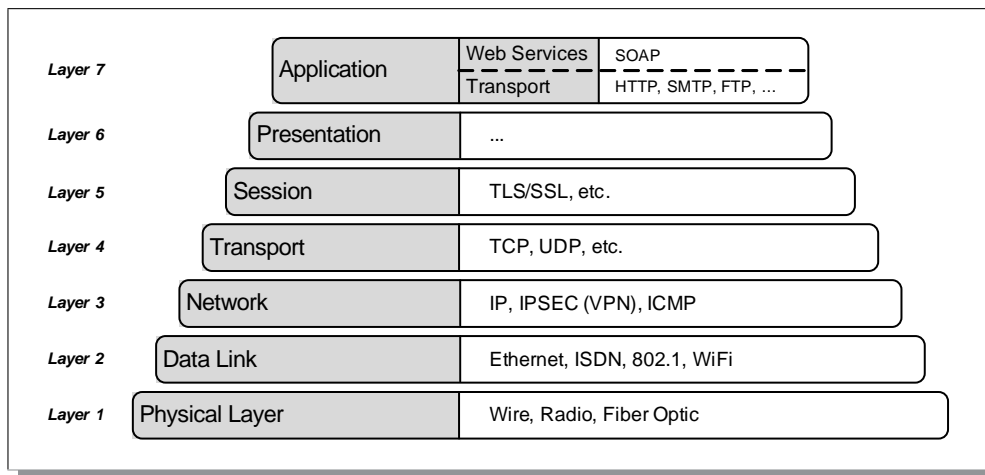 Layer 7 Application Web Services SOAP
Transport HTTP, SMTP, FTP, ...
Layer 6 Presentation ...
Layer 5 Session TLS/SSL, etc.
Layer 4 Transport TCP, UDP, etc.
Layer 3 Network IP, IPSEC (VPN), ICMP
Layer 2 Data Link Ethernet, ISDN, 802.1, WiFi
Layer 1 Physical Layer Wire, Radio, Fiber Optic